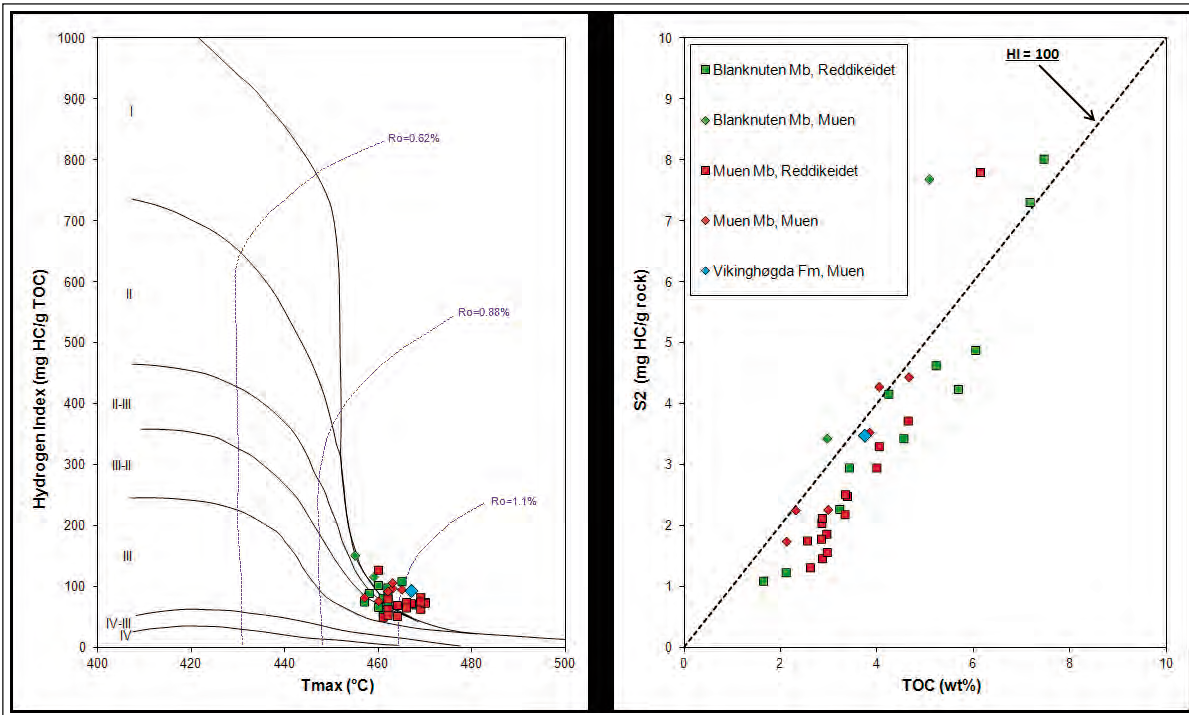 Hydrogen Index (mg HC/g TOC)
1000
900
800
700
600
500
400
300
200
100
0
I
II
II-III
III-II
III
IV-III
IV
Ro=0.62%
Ro=0.88%
Ro=1.1%
400
420
440
460
480
500
Tmax (°C)
S2 (mg HC/g rock)
10
9
8
7
6
5
4
3
2
1
0
Blanknuten Mb, Reddikeidet
Blanknuten Mb, Muen
Muen Mb, Reddikeidet
Muen Mb, Muen
Vikinghøgda Fm, Muen
HI = 100
0
2
4
6
8
10
TOC (wt%)